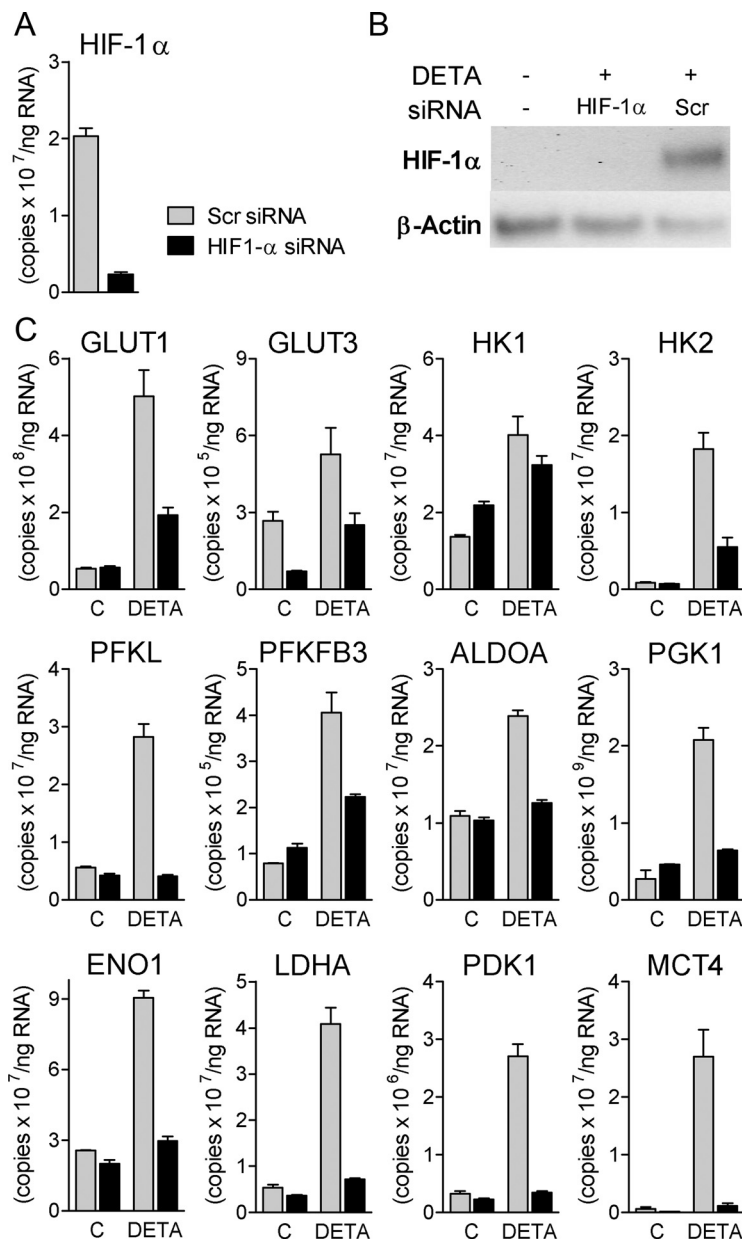 A
HIF-1α
(copies x 10 7/ng RNA)
3
2
1
0
Scr siRNA
HIF1-α siRNA
B
DETA - + +
siRNA - HIF-1α Scr
HIF-1α
β-Actin
C
GLUT1
(copies x 10 8/ng RNA)
6
4
2
0
C DETA
GLUT3
(copies x 10 5/ng RNA)
9
6
3
0
C DETA
HK1
(copies x 10 7/ng RNA)
6
4
2
0
C DETA
HK2
(copies x 10 7/ng RNA)
3
2
1
0
C DETA
PFKL
(copies x 10 7/ng RNA)
4
3
2
1
0
C DETA
PFKFB3
(copies x 10 5/ng RNA)
5
4
3
2
1
0
C DETA
ALDOA
(copies x 10 7/ng RNA)
3
2
1
0
C DETA
PGK1
(copies x 10 9/ng RNA)
3
2
1
0
C DETA
ENO1
(copies x 10 7/ng RNA)
9
6
3
0
C DETA
LDHA
(copies x 10 7/ng RNA)
5
4
3
2
1
0
C DETA
PDK1
(copies x 10 6/ng RNA)
4
3
2
1
0
C DETA
MCT4
(copies x 10 7/ng RNA)
4
3
2
1
0
C DETA